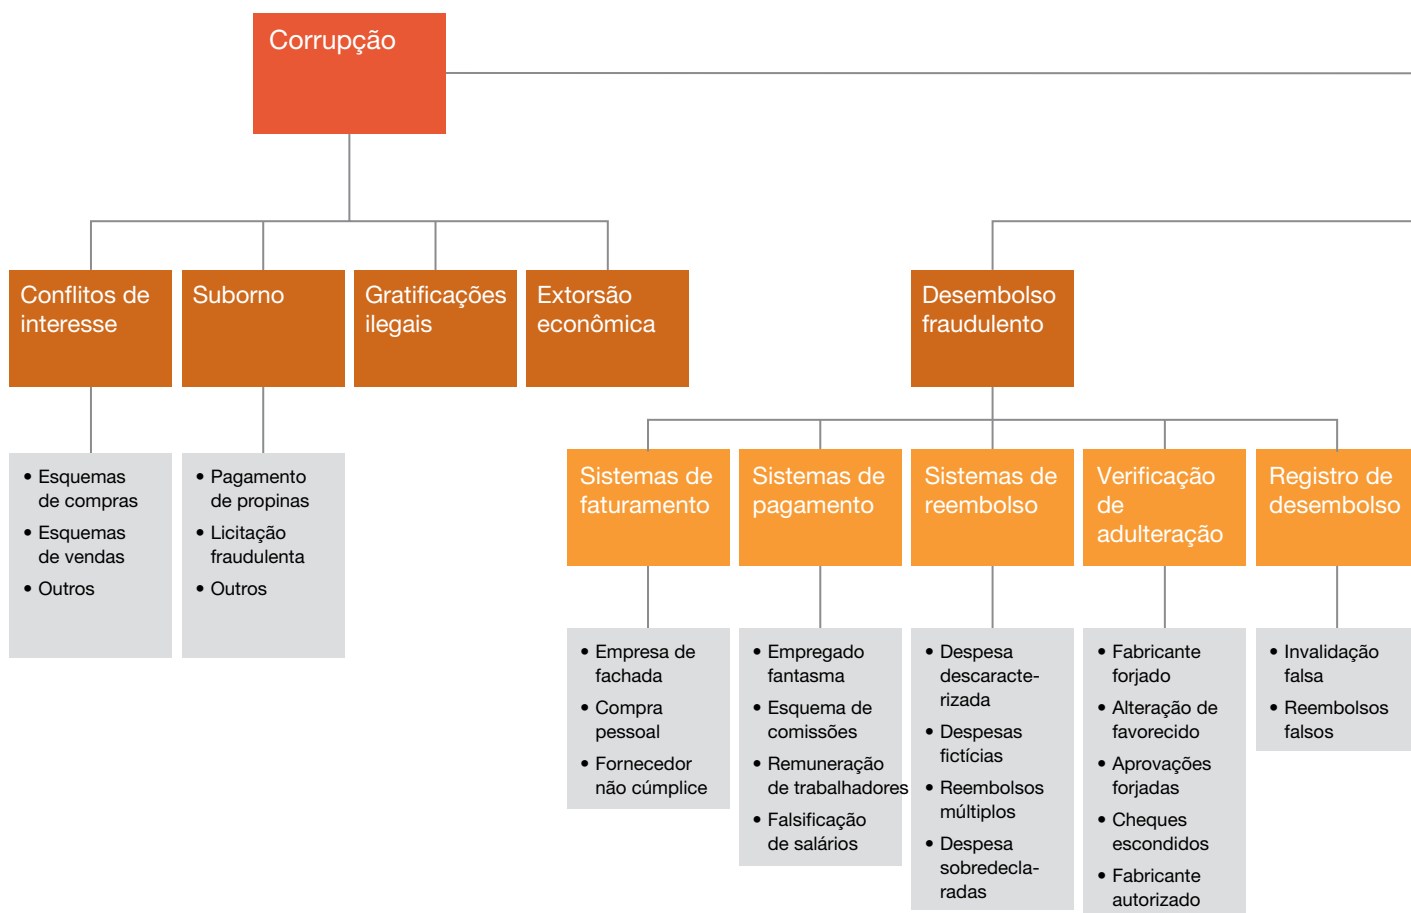 Corrupção
Conflitos de
interesse
Suborno
Gratificações
ilegais
Extorsão
econômica
Desembolso
fraudulento
• Esquemas
de compras
• Esquemas
de vendas
• Outros
• Pagamento
de propinas
• Licitação
fraudulenta
• Outros
Sistemas de
faturamento
Sistemas de
pagamento
Sistemas de
reembolso
Verificação
de
adulteração
Registro de
desembolso
• Empresa de
fachada
• Compra
pessoal
• Fornecedor
não cúmplice
• Empregado
fantasma
• Esquema de
comissões
• Remuneração
de trabalhadores
• Falsificação
de salários
• Despesa
descaracte-
rizada
• Despesas
fictícias
• Reembolsos
múltiplos
• Despesa
sobredecla-
radas
• Fabricante
forjado
• Alteração de
favorecido
• Aprovações
forjadas
• Cheques
escondidos
• Fabricante
autorizado
• Invalidação
falsa
• Reembolsos
falsos